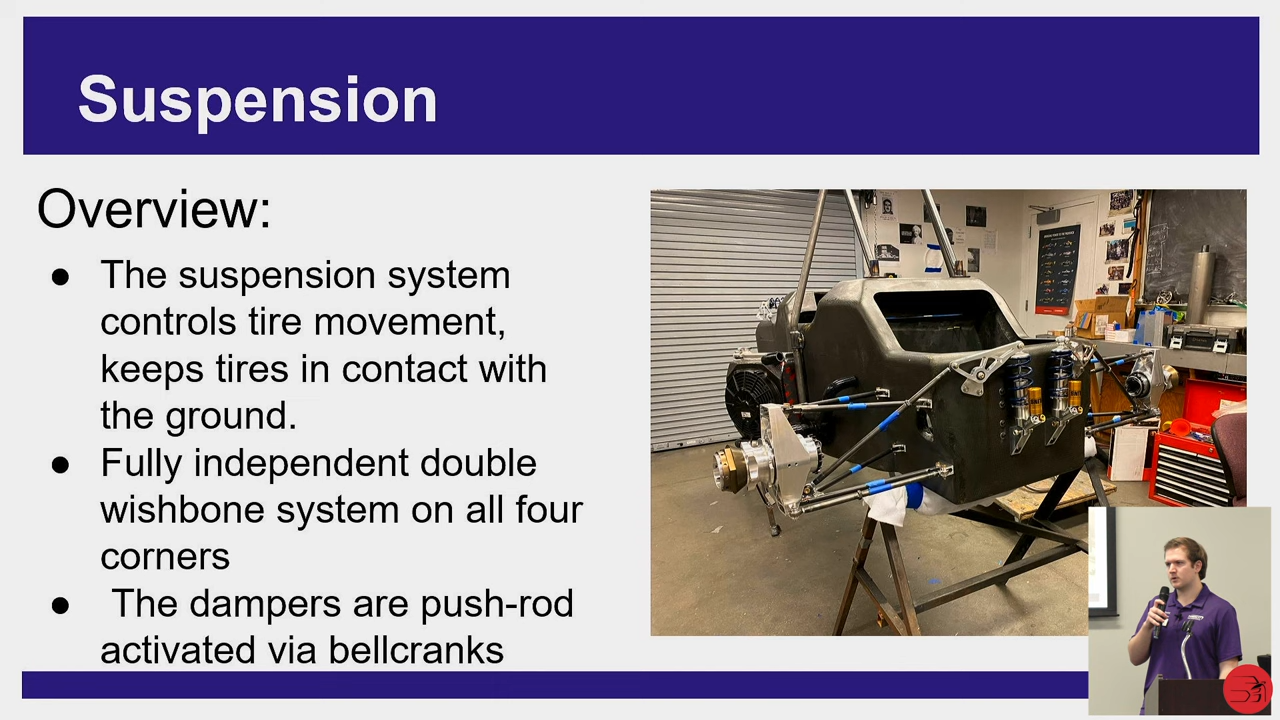 Suspension
Overview:
● The suspension system
controls tire movement,
keeps tires in contact with
the ground.
● Fully independent double
wishbone system on all four
corners
● The dampers are push-rod
activated via bellcranks